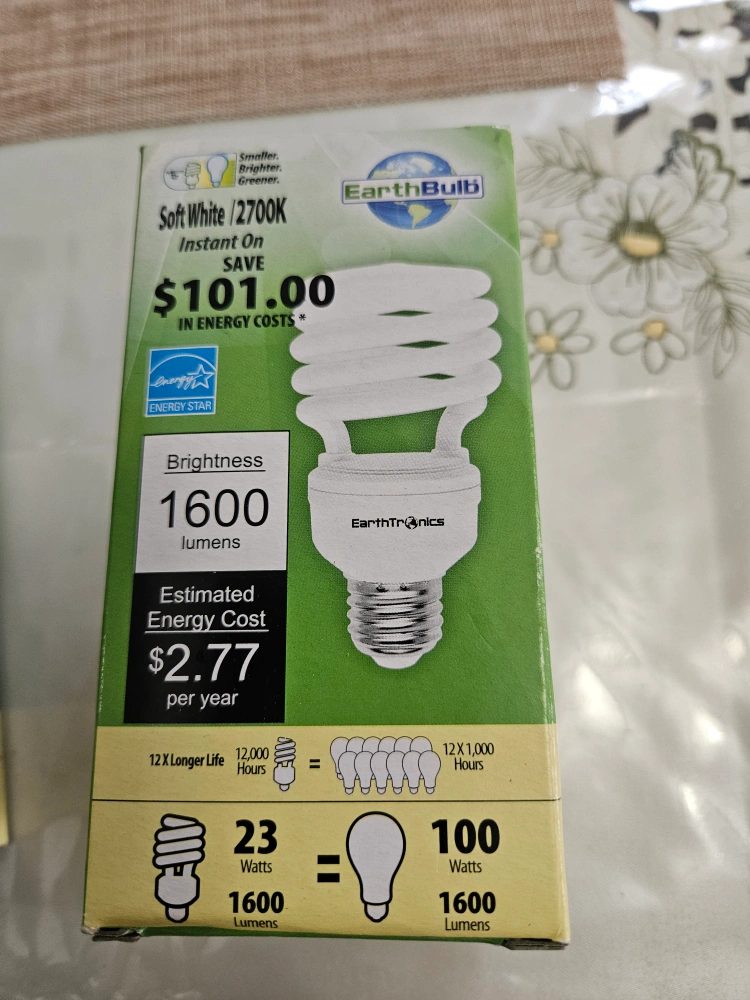 Smaller.
Brighter.
Greener.
EarthBulb
Soft White /2700K
Instant On
SAVE
$101.00
IN ENERGY COSTS*
energy
ENERGY STAR
Brightness
1600
lumens
EarthTronics
Estimated
Energy Cost
$2.77
per year
12 X Longer Life
12,000
Hours
=
12 X 1,000
Hours
23
Watts
1600
Lumens
=
100
Watts
1600
Lumens